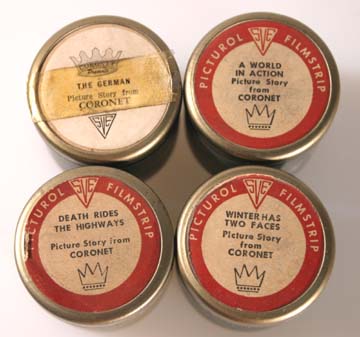 CORONET
Presents
THE GERMAN
Picture Story from
CORONET
SVE
PICTUROL SVE FILMSTRIP
A WORLD
IN ACTION
Picture Story
from
CORONET
PICTUROL SVE FILMSTRIP
DEATH RIDES
THE HIGHWAYS
Picture Story from
CORONET
PICTUROL SVE FILMSTRIP
WINTER HAS
TWO FACES
Picture Story
from
CORONET